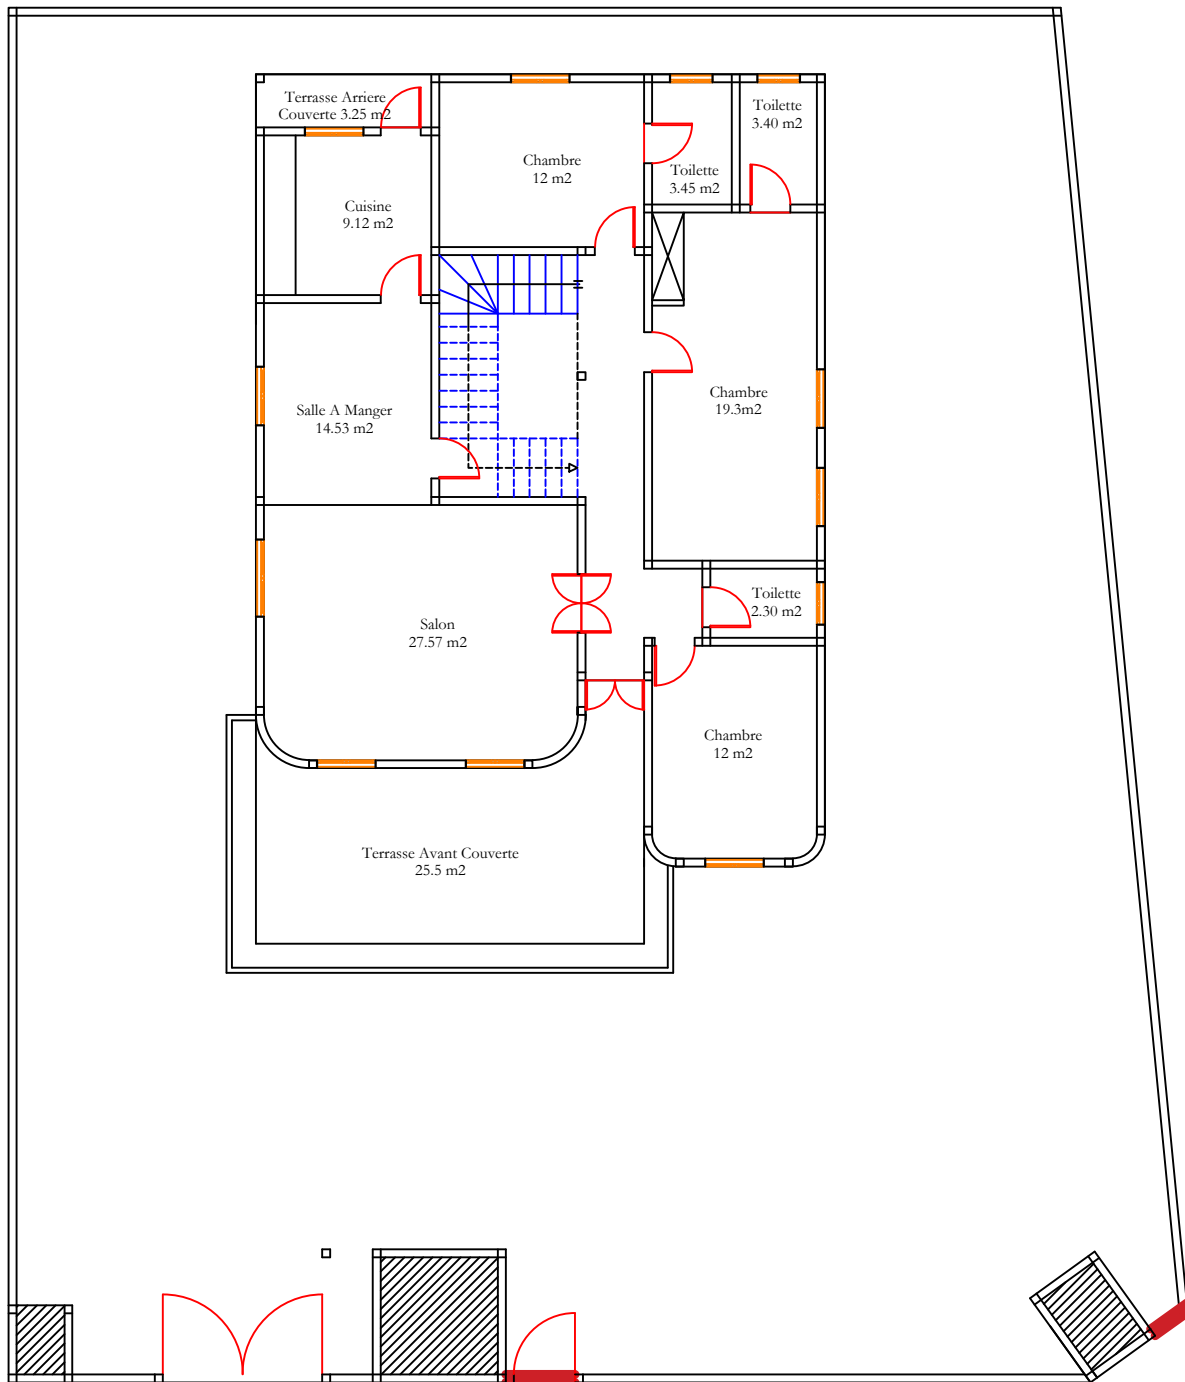 Terrasse Arriere
Couverte 3.25 m2
Toilette
3.40 m2
Chambre
12 m2
Toilette
3.45 m2
Cuisine
9.12 m2
Chambre
19.3m2
Salle A Manger
14.53 m2
Toilette
2.30 m2
Salon
27.57 m2
Chambre
12 m2
Terrasse Avant Couverte
25.5 m2